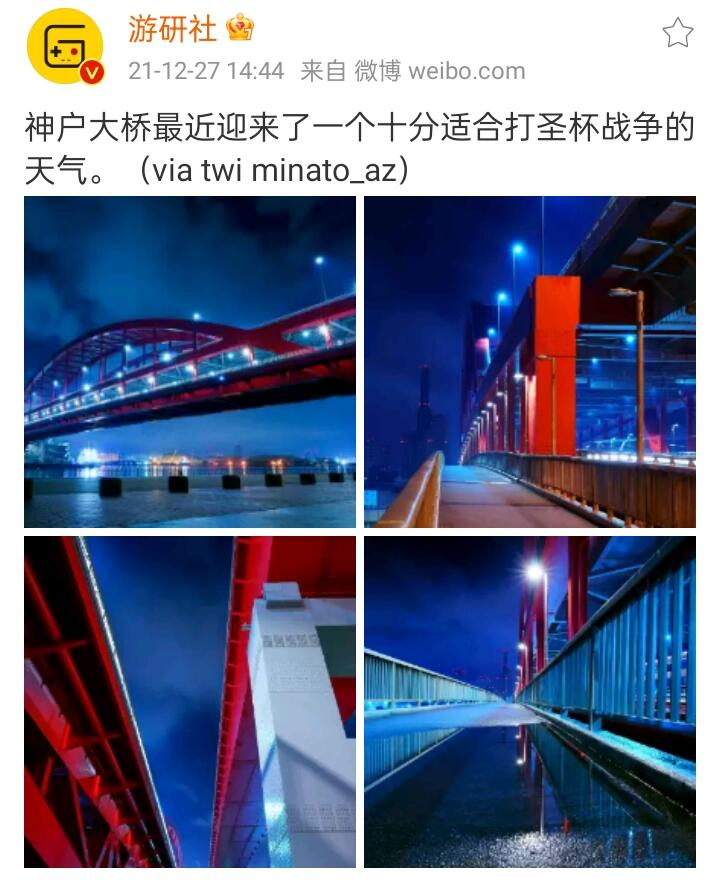 游研社
21-12-27 14:44 来自 微博 weibo.com
神户大桥最近迎来了一个十分适合打圣杯战争的
天气。（via twi minato_az）